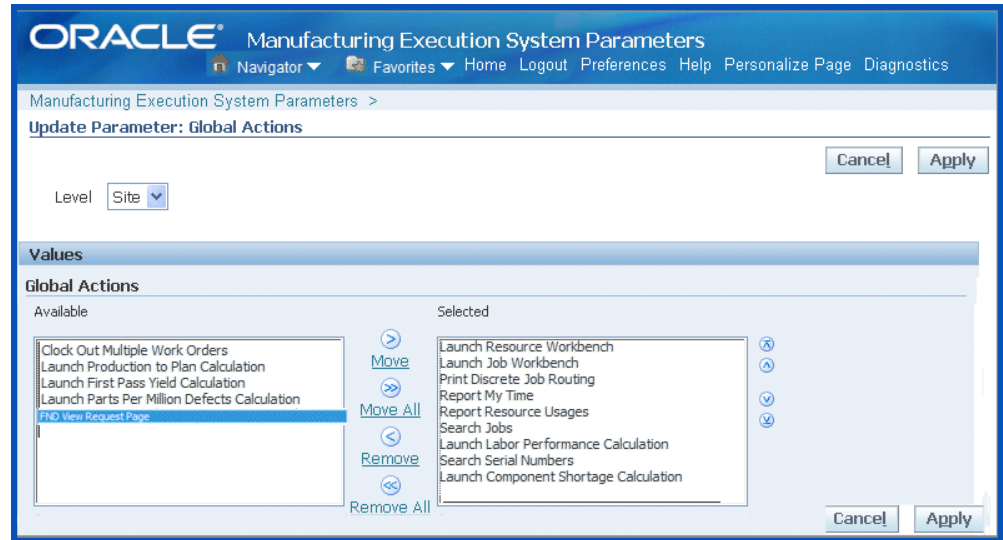 ORACLE Manufacturing Execution System Parameters
Navigator Favorites Home Logout Preferences Help Personalize Page Diagnostics
Manufacturing Execution System Parameters >
Update Parameter: Global Actions
Cancel Apply
Level Site
Values
Global Actions
Available
Clock Out Multiple Work Orders
Launch Production to Plan Calculation
Launch First Pass Yield Calculation
Launch Parts Per Million Defects Calculation
FND View Request Page
Move
Move All
Remove
Remove All
Selected
Launch Resource Workbench
Launch Job Workbench
Print Discrete Job Routing
Report My Time
Report Resource Usages
Search Jobs
Launch Labor Performance Calculation
Search Serial Numbers
Launch Component Shortage Calculation
Cancel Apply